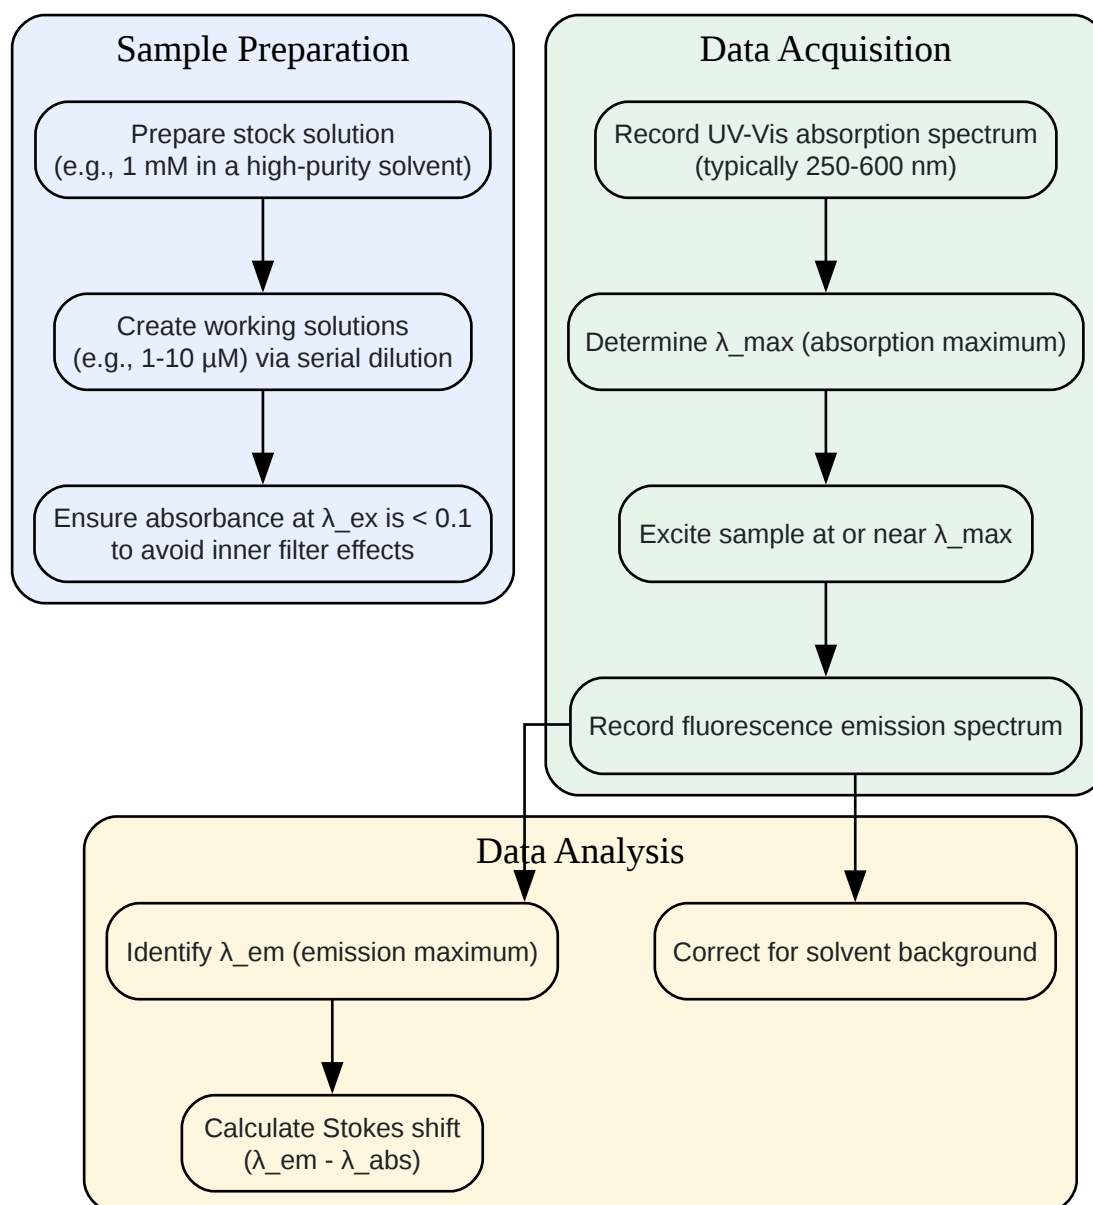 Sample Preparation
Prepare stock solution
(e.g., 1 mM in a high-purity solvent)
Create working solutions
(e.g., 1-10 µM) via serial dilution
Ensure absorbance at λ_ex is < 0.1
to avoid inner filter effects
Data Acquisition
Record UV-Vis absorption spectrum
(typically 250-600 nm)
Determine λ_max (absorption maximum)
Excite sample at or near λ_max
Record fluorescence emission spectrum
Data Analysis
Identify λ_em (emission maximum)
Correct for solvent background
Calculate Stokes shift
(λ_em - λ_abs)